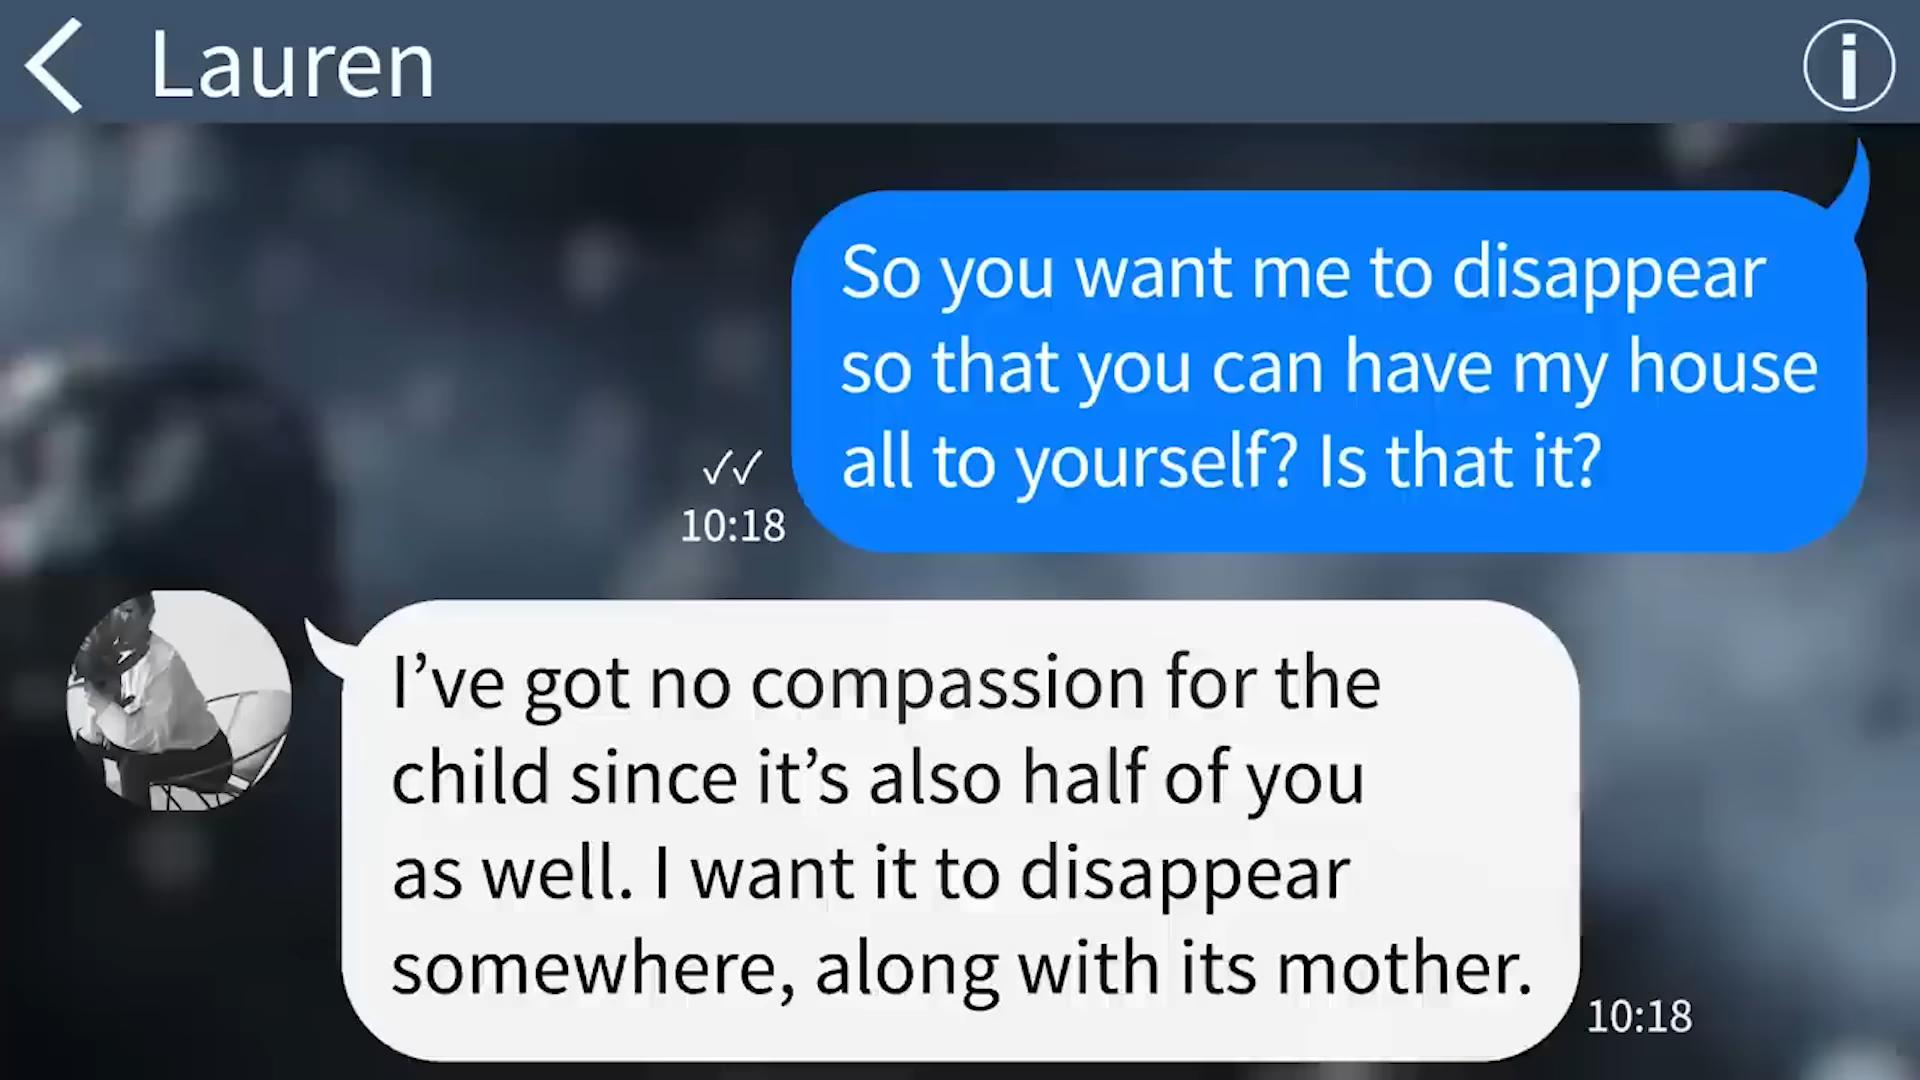 Lauren
So you want me to disappear
so that you can have my house
all to yourself? Is that it?
10:18
I’ve got no compassion for the
child since it’s also half of you
as well. I want it to disappear
somewhere, along with its mother.
10:18